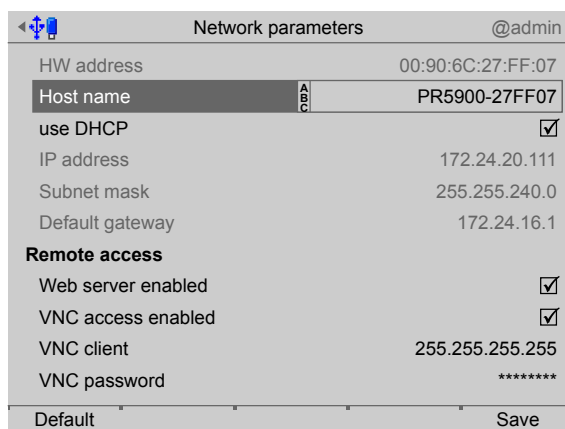 Network parameters @admin
HW address 00:90:6C:27:FF:07
Host name ABC PR5900-27FF07
use DHCP
IP address 172.24.20.111
Subnet mask 255.255.240.0
Default gateway 172.24.16.1
Remote access
Web server enabled
VNC access enabled
VNC client 255.255.255.255
VNC password ********
Default Save